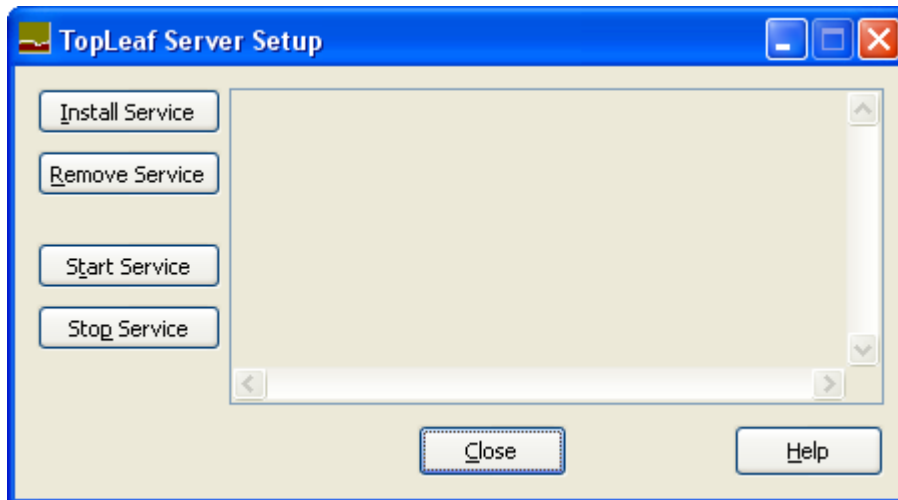 TopLeaf Server Setup
Install Service
Remove Service
Start Service
Stop Service
Close
Help